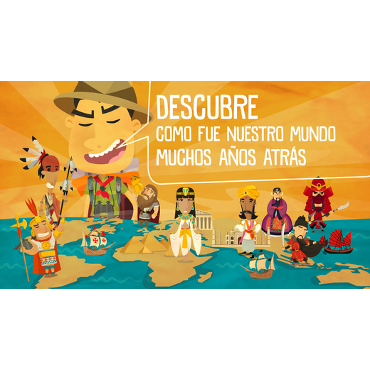 DESCUBRE
COMO FUE NUESTRO MUNDO
MUCHOS AÑOS ATRÁS